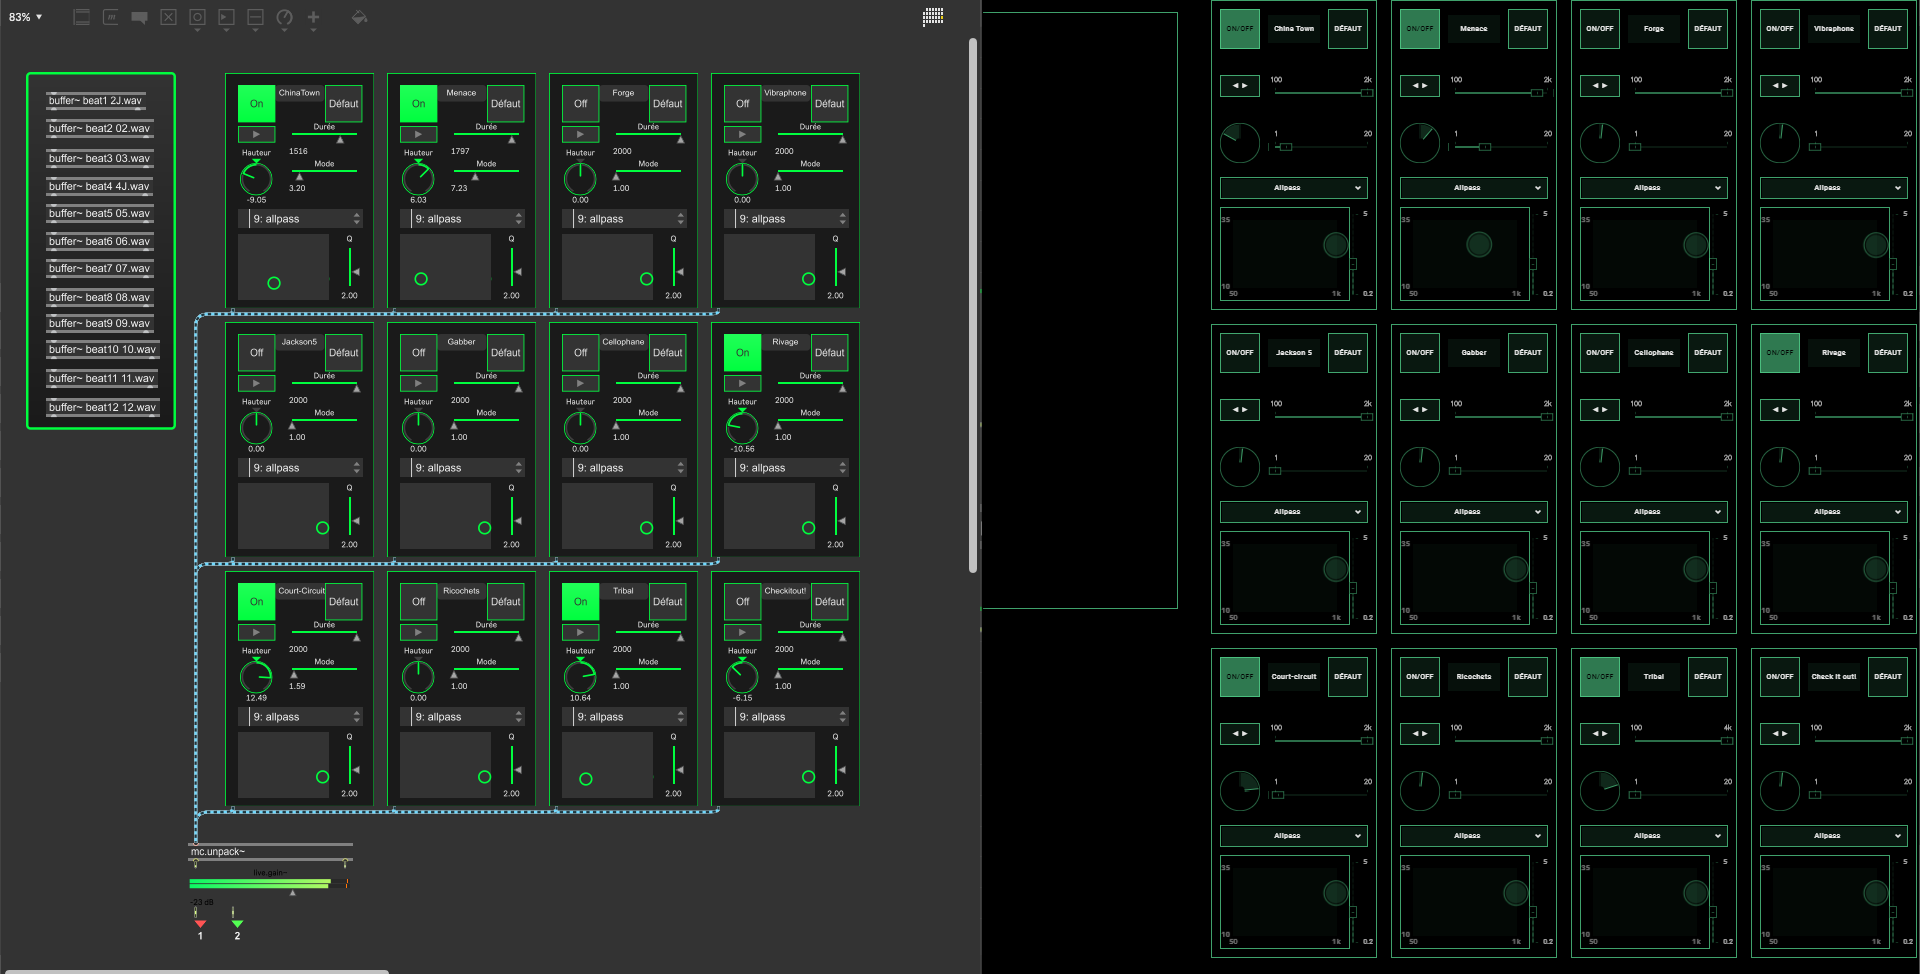 83%
buffer~ beat1 2J.wav
buffer~ beat2 02.wav
buffer~ beat3 03.wav
buffer~ beat4 4J.wav
buffer~ beat5 05.wav
buffer~ beat6 06.wav
buffer~ beat7 07.wav
buffer~ beat8 08.wav
buffer~ beat9 09.wav
buffer~ beat10 10.wav
buffer~ beat11 11.wav
buffer~ beat12 12.wav
On ChinaTown Défaut
Durée
1516
Hauteur Mode
3.20
-9.05
9: allpass
Q
2.00
On Menace Défaut
Durée
1797
Hauteur Mode
7.23
6.03
9: allpass
Q
2.00
Off Forge Défaut
Durée
2000
Hauteur Mode
1.00
0.00
9: allpass
Q
2.00
Off Vibraphone Défaut
Durée
2000
Hauteur Mode
1.00
0.00
9: allpass
Q
2.00
Off Jackson5 Défaut
Durée
2000
Hauteur Mode
1.00
0.00
9: allpass
Q
2.00
Off Gabber Défaut
Durée
2000
Hauteur Mode
1.00
0.00
9: allpass
Q
2.00
Off Cellophane Défaut
Durée
2000
Hauteur Mode
1.00
0.00
9: allpass
Q
2.00
On Rivage Défaut
Durée
2000
Hauteur Mode
1.00
-10.56
9: allpass
Q
2.00
On Court-Circuit Défaut
Durée
2000
Hauteur Mode
1.59
12.49
9: allpass
Q
2.00
Off Ricochets Défaut
Durée
2000
Hauteur Mode
1.00
0.00
9: allpass
Q
2.00
On Tribal Défaut
Durée
2000
Hauteur Mode
1.00
10.64
9: allpass
Q
2.00
Off Checkitout! Défaut
Durée
2000
Hauteur Mode
1.00
-6.15
9: allpass
Q
2.00
mc.unpack~
live.gain~
-23 dB
1 2
ON/OFF China Town DÉFAUT
100 2k
1 20
Allpass
35 5
10
50 1k 0.2
ON/OFF Menace DÉFAUT
100 2k
1 20
Allpass
35 5
10
50 1k 0.2
ON/OFF Forge DÉFAUT
100 2k
1 20
Allpass
35 5
10
50 1k 0.2
ON/OFF Vibraphone DÉFAUT
100 2k
1 20
Allpass
35 5
10
50 1k 0.2
ON/OFF Jackson 5 DÉFAUT
100 2k
1 20
Allpass
35 5
10
50 1k 0.2
ON/OFF Gabber DÉFAUT
100 2k
1 20
Allpass
35 5
10
50 1k 0.2
ON/OFF Cellophane DÉFAUT
100 2k
1 20
Allpass
35 5
10
50 1k 0.2
ON/OFF Rivage DÉFAUT
100 2k
1 20
Allpass
35 5
10
50 1k 0.2
ON/OFF Court-circuit DÉFAUT
100 2k
1 20
Allpass
35 5
10
50 1k 0.2
ON/OFF Ricochets DÉFAUT
100 2k
1 20
Allpass
35 5
10
50 1k 0.2
ON/OFF Tribal DÉFAUT
100 4k
1 20
Allpass
35 5
10
50 1k 0.2
ON/OFF Check it out! DÉFAUT
100 2k
1 20
Allpass
35 5
10
50 1k 0.2